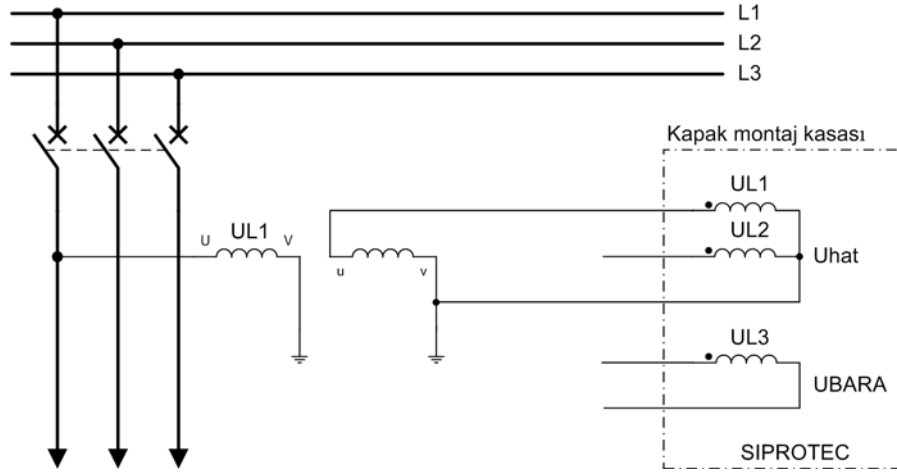 L1
L2
L3
Kapak montaj kasası
UL1
UL1
U
V
UL2
Uhat
u
v
UL3
UBARA
SIPROTEC